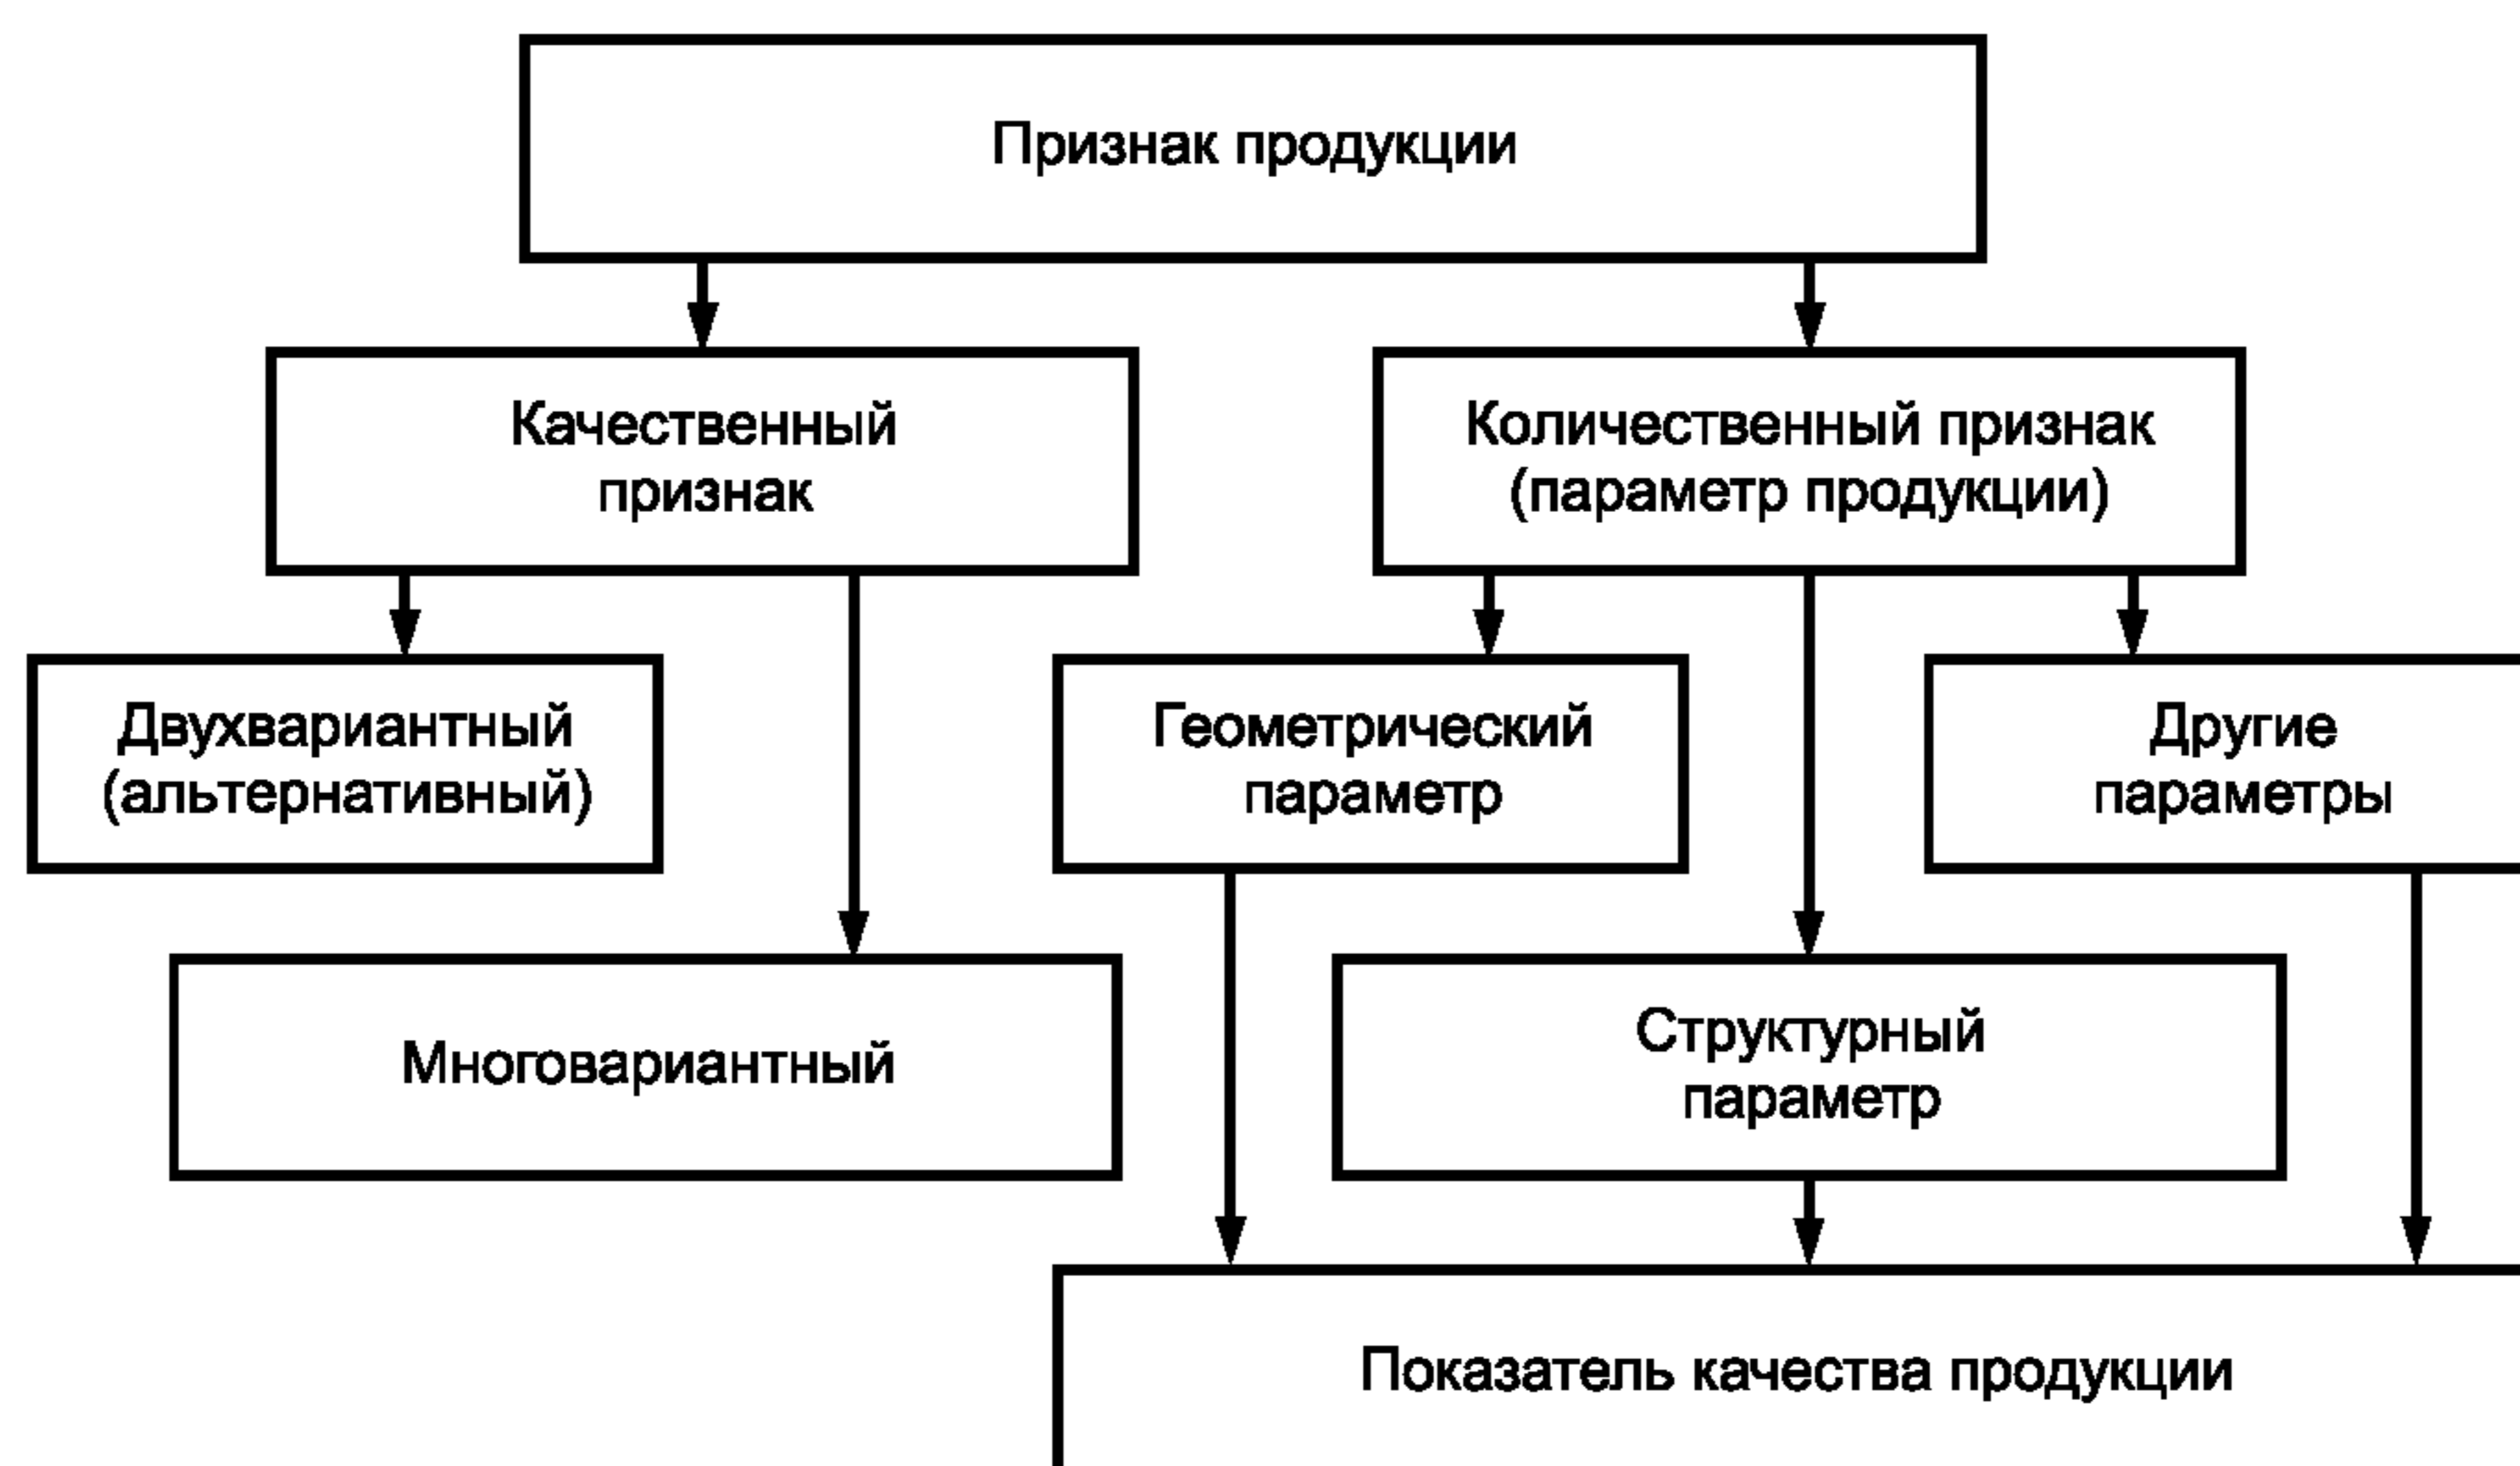 Признак продукции
Качественный
признак
Количественный признак
(параметр продукции)
Двухвариантный
(альтернативный)
Геометрический
параметр
Другие
параметры
Многовариантный
Структурный
параметр
Показатель качества продукции